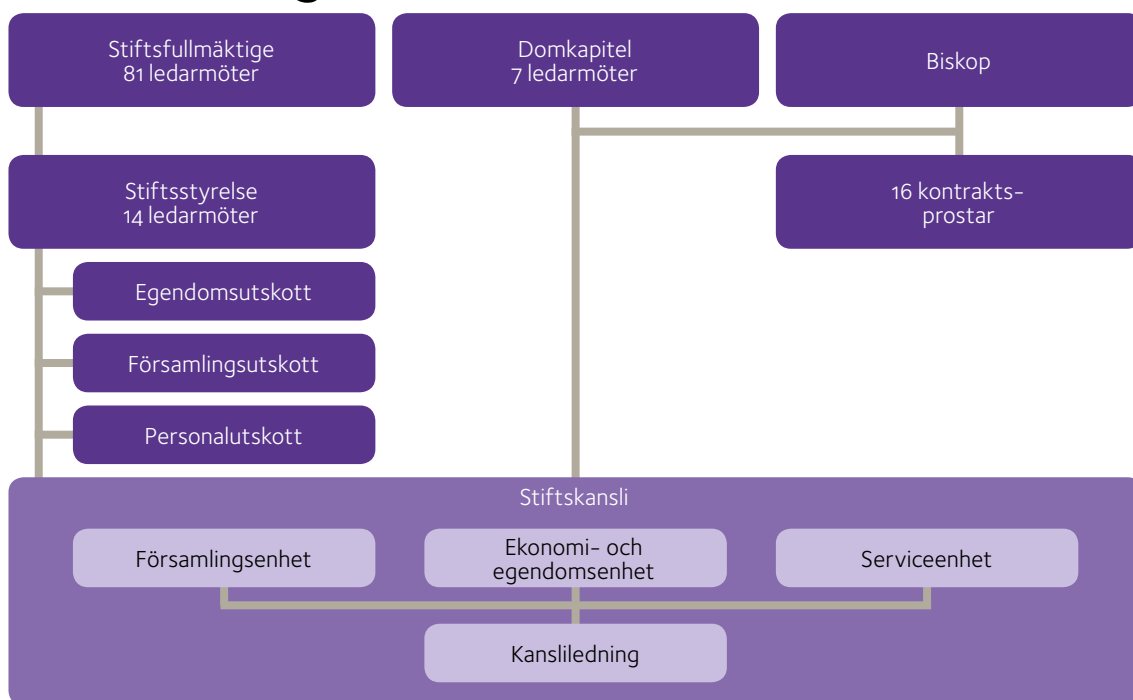 Stiftsfullmäktige
81 ledarmöter
Domkapitel
7 ledarmöter
Biskop
Stiftsstyrelse
14 ledarmöter
16 kontrakts-
prostar
Egendomsutskott
Församlingsutskott
Personalutskott
Stiftskansli
Församlingsenhet
Ekonomi- och
egendomsenhet
Serviceenhet
Kansliledning